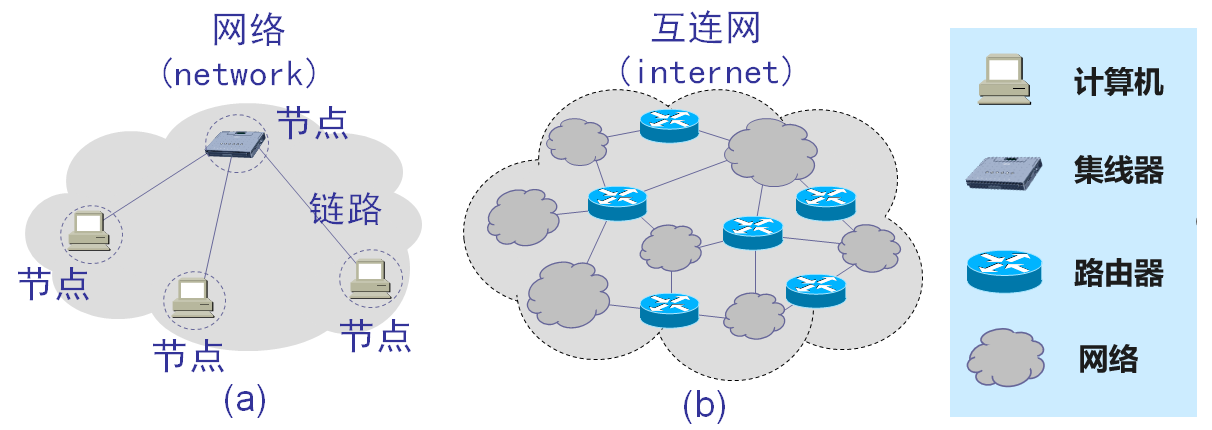 网络
(network)
节点
链路
节点
节点
节点
(a)
互连网
(internet)
(b)
计算机
集线器
路由器
网络